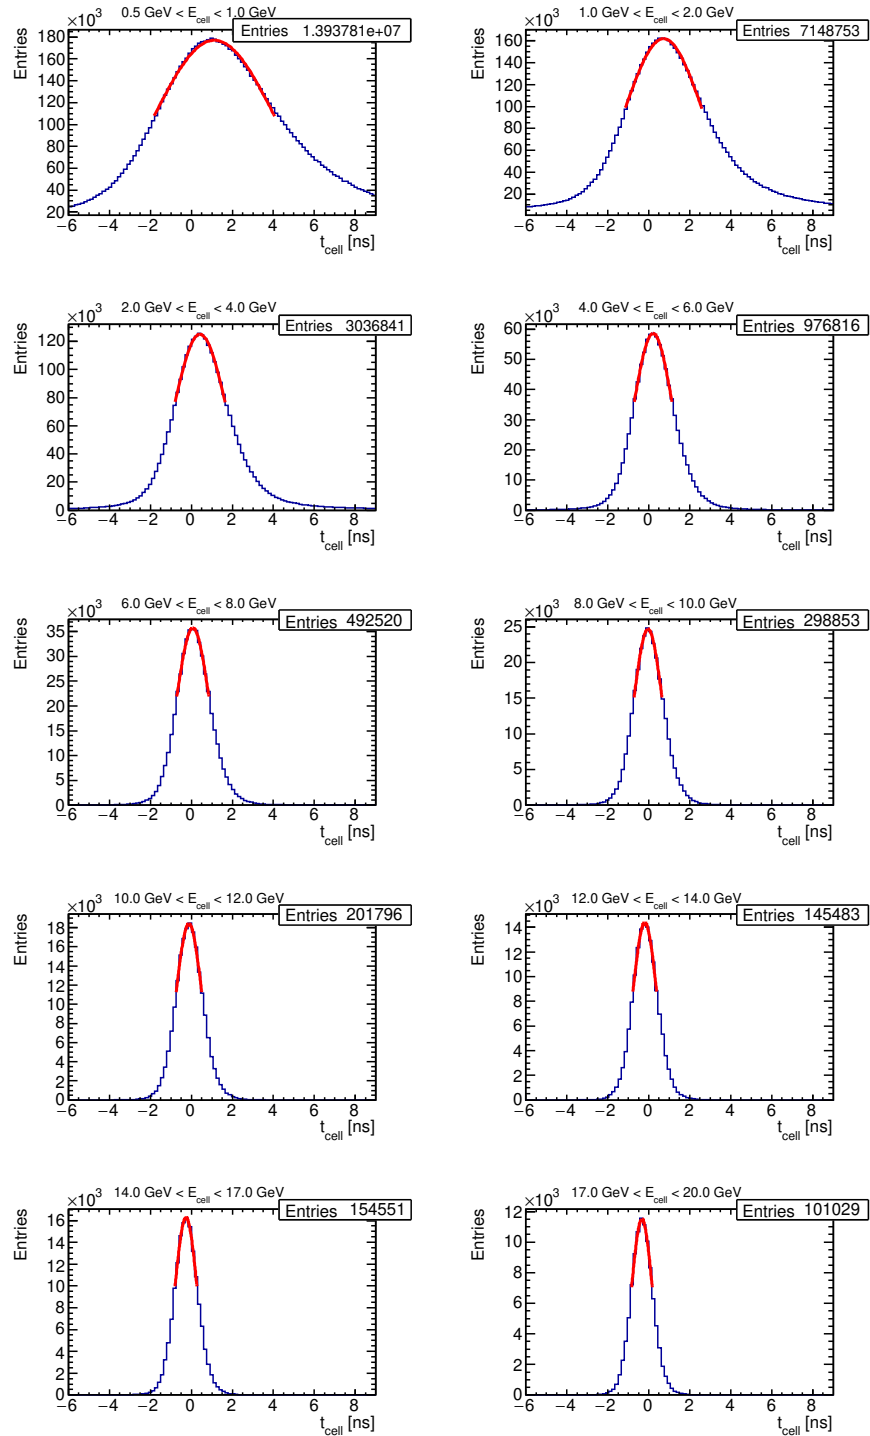 0.5 GeV < E_cell < 1.0 GeV
×10³
Entries 1.393781e+07
Entries
180
160
140
120
100
80
60
40
20
−6 −4 −2 0 2 4 6 8
t_cell [ns]
1.0 GeV < E_cell < 2.0 GeV
×10³
Entries 7148753
Entries
160
140
120
100
80
60
40
20
−6 −4 −2 0 2 4 6 8
t_cell [ns]
2.0 GeV < E_cell < 4.0 GeV
×10³
Entries 3036841
Entries
120
100
80
60
40
20
0
−6 −4 −2 0 2 4 6 8
t_cell [ns]
4.0 GeV < E_cell < 6.0 GeV
×10³
Entries 976816
Entries
60
50
40
30
20
10
0
−6 −4 −2 0 2 4 6 8
t_cell [ns]
6.0 GeV < E_cell < 8.0 GeV
×10³
Entries 492520
Entries
35
30
25
20
15
10
5
0
−6 −4 −2 0 2 4 6 8
t_cell [ns]
8.0 GeV < E_cell < 10.0 GeV
×10³
Entries 298853
Entries
25
20
15
10
5
0
−6 −4 −2 0 2 4 6 8
t_cell [ns]
10.0 GeV < E_cell < 12.0 GeV
×10³
Entries 201796
Entries
18
16
14
12
10
8
6
4
2
0
−6 −4 −2 0 2 4 6 8
t_cell [ns]
12.0 GeV < E_cell < 14.0 GeV
×10³
Entries 145483
Entries
14
12
10
8
6
4
2
0
−6 −4 −2 0 2 4 6 8
t_cell [ns]
14.0 GeV < E_cell < 17.0 GeV
×10³
Entries 154551
Entries
16
14
12
10
8
6
4
2
0
−6 −4 −2 0 2 4 6 8
t_cell [ns]
17.0 GeV < E_cell < 20.0 GeV
×10³
Entries 101029
Entries
12
10
8
6
4
2
0
−6 −4 −2 0 2 4 6 8
t_cell [ns]